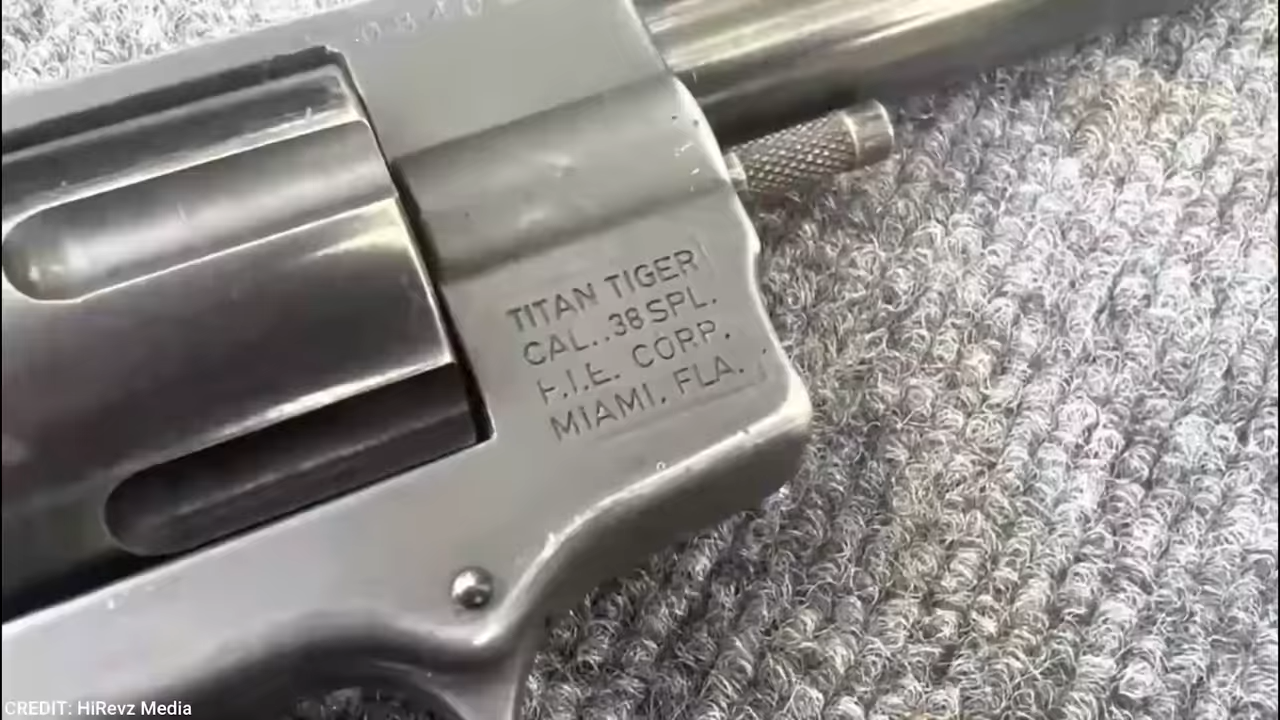 TITAN TIGER
CAL..38 SPL.
F.I.E. CORP.
MIAMI, FLA.
CREDIT: HiRevz Media